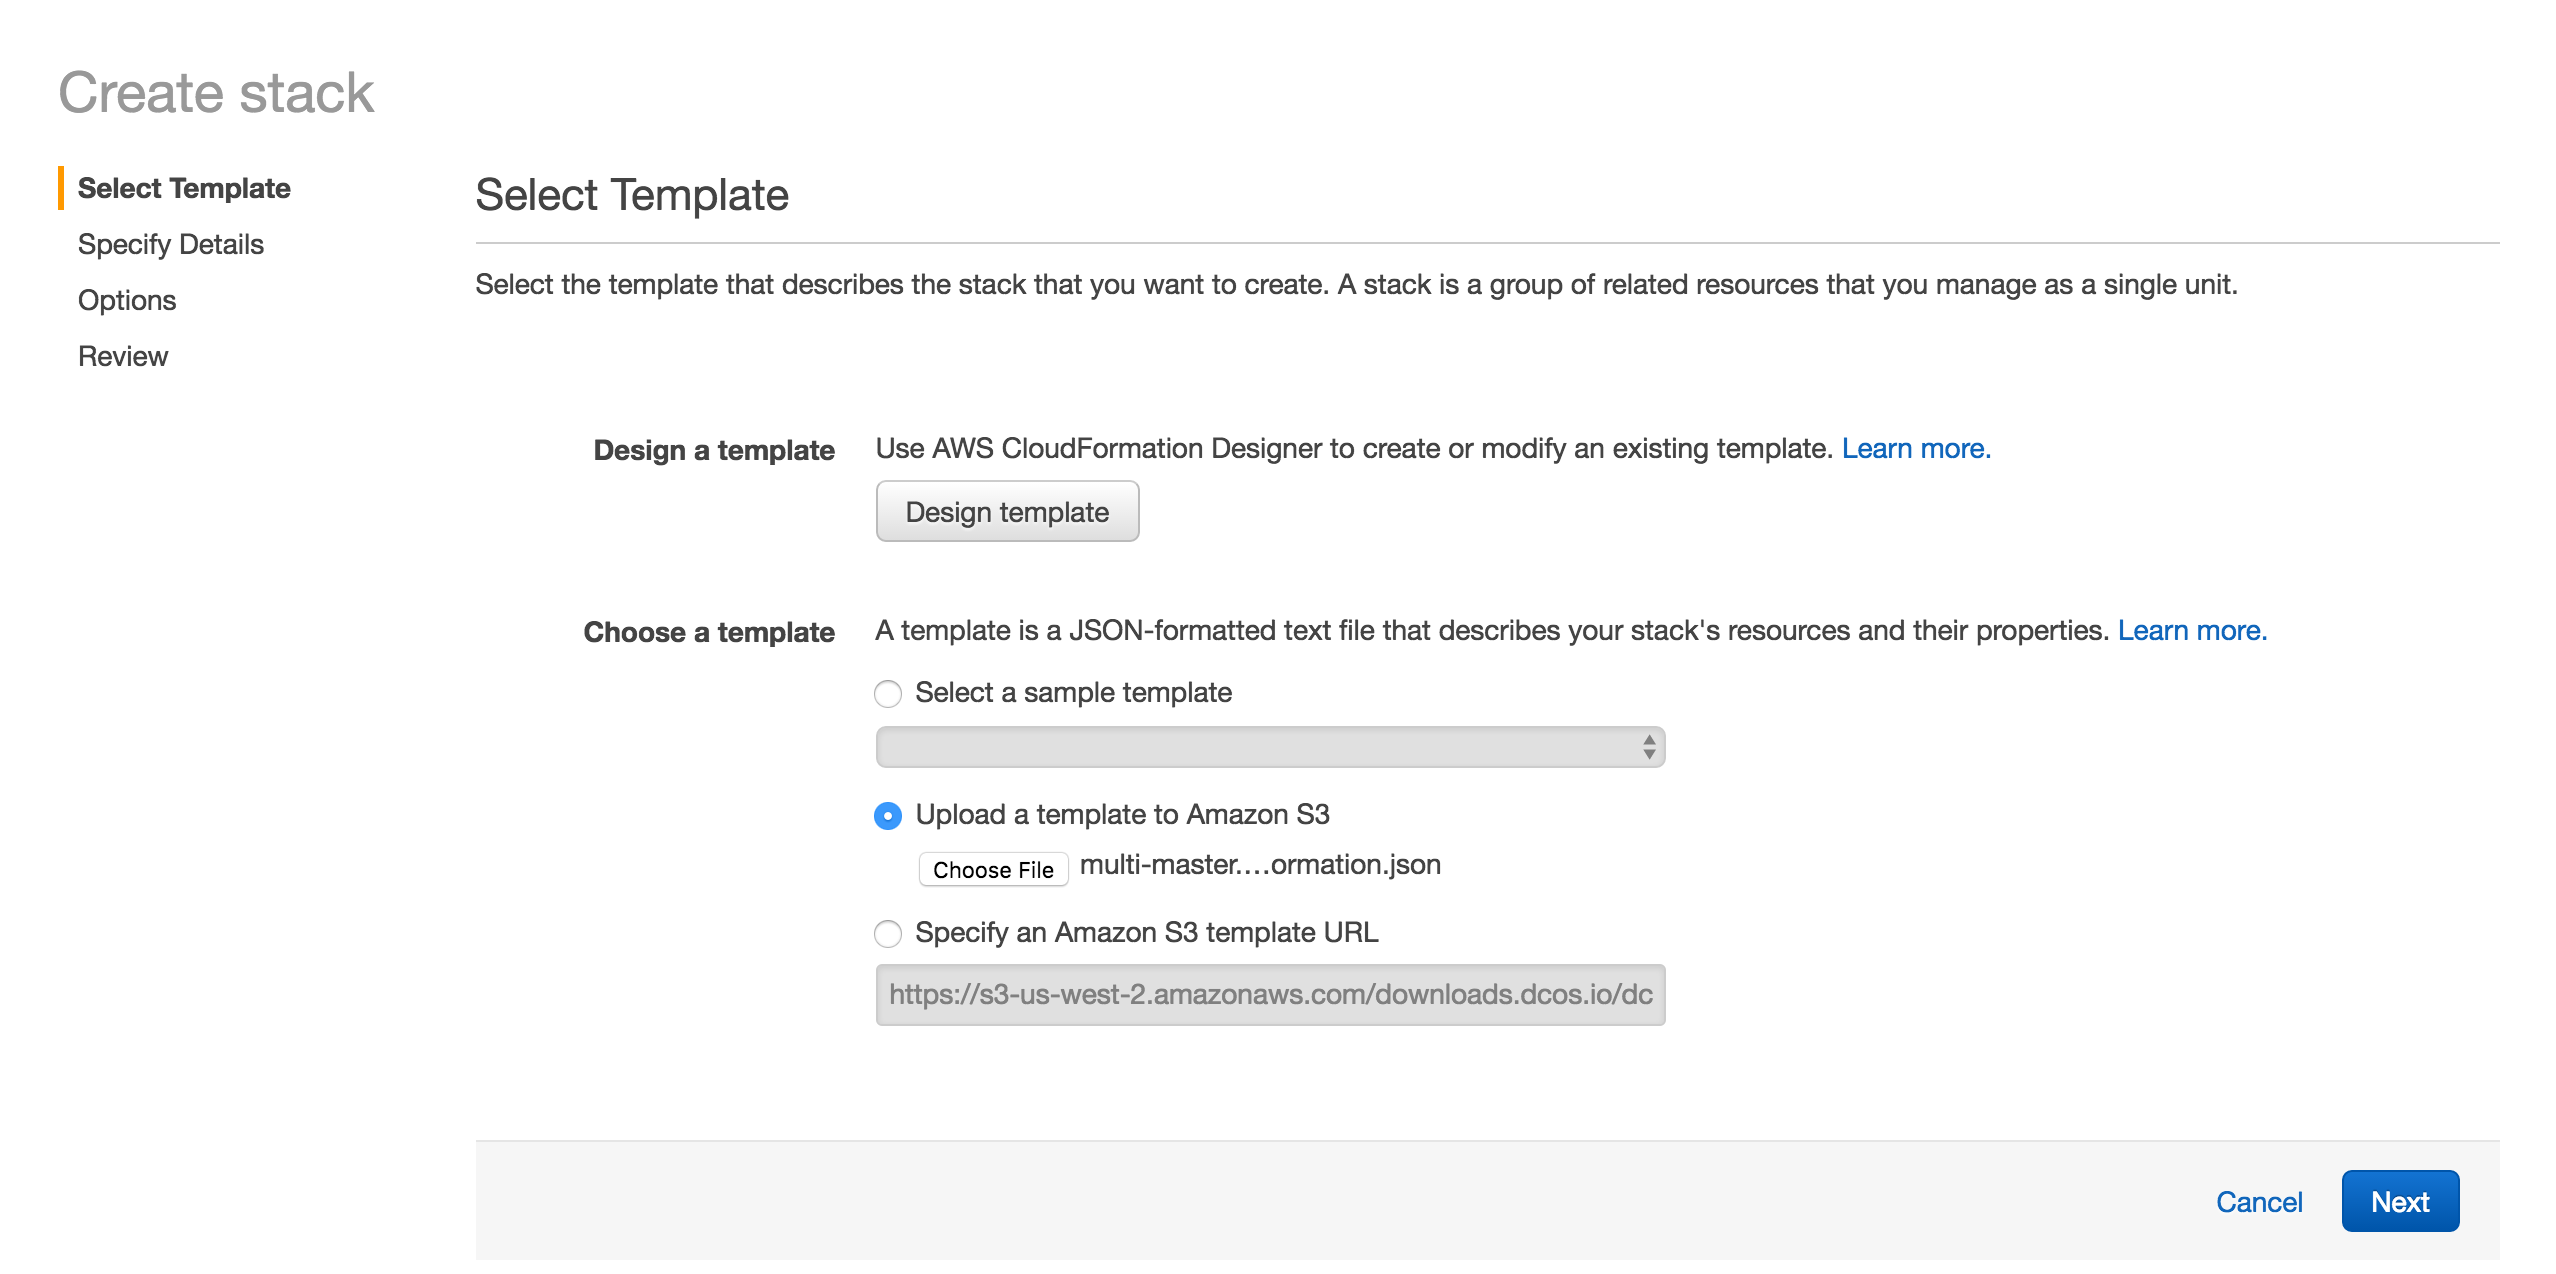 Create stack
Select Template
Specify Details
Options
Review
Select Template
Select the template that describes the stack that you want to create. A stack is a group of related resources that you manage as a single unit.
Design a template
Use AWS CloudFormation Designer to create or modify an existing template. Learn more.
Design template
Choose a template
A template is a JSON-formatted text file that describes your stack's resources and their properties. Learn more.
Select a sample template
Upload a template to Amazon S3
Choose File multi-master....ormation.json
Specify an Amazon S3 template URL
https://s3-us-west-2.amazonaws.com/downloads.dcos.io/dc
Cancel Next